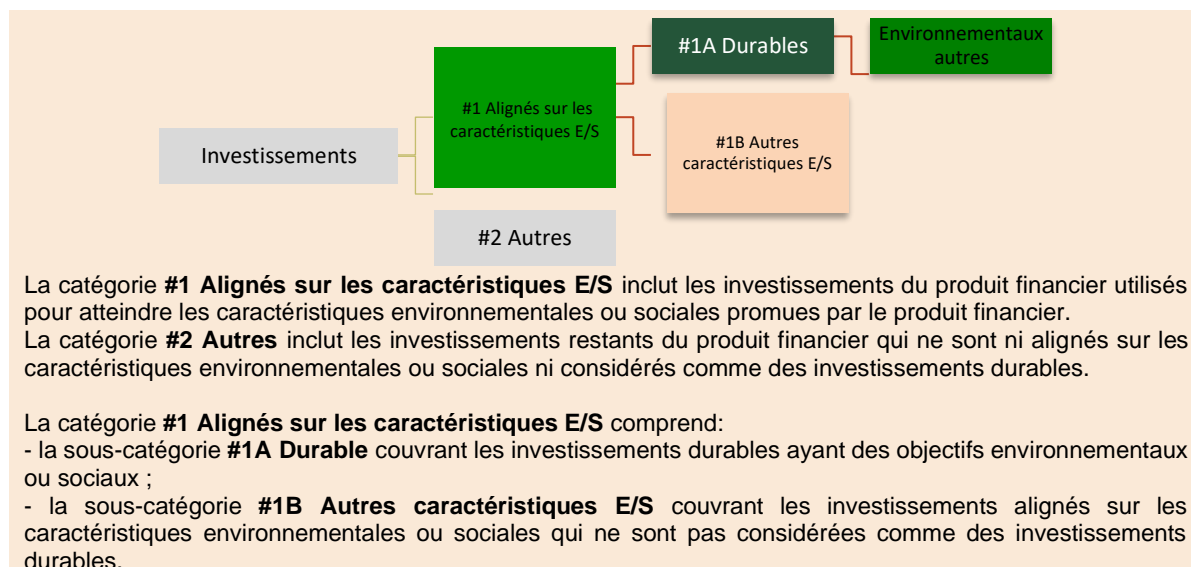 #1A Durables
Environnementaux
autres
#1 Alignés sur les
caractéristiques E/S
Investissements
#1B Autres
caractéristiques E/S
#2 Autres
La catégorie #1 Alignés sur les caractéristiques E/S inclut les investissements du produit financier utilisés
pour atteindre les caractéristiques environnementales ou sociales promues par le produit financier.
La catégorie #2 Autres inclut les investissements restants du produit financier qui ne sont ni alignés sur les
caractéristiques environnementales ou sociales ni considérés comme des investissements durables.
La catégorie #1 Alignés sur les caractéristiques E/S comprend:
- la sous-catégorie #1A Durable couvrant les investissements durables ayant des objectifs environnementaux
ou sociaux ;
- la sous-catégorie #1B Autres caractéristiques E/S couvrant les investissements alignés sur les
caractéristiques environnementales ou sociales qui ne sont pas considérées comme des investissements
durables.